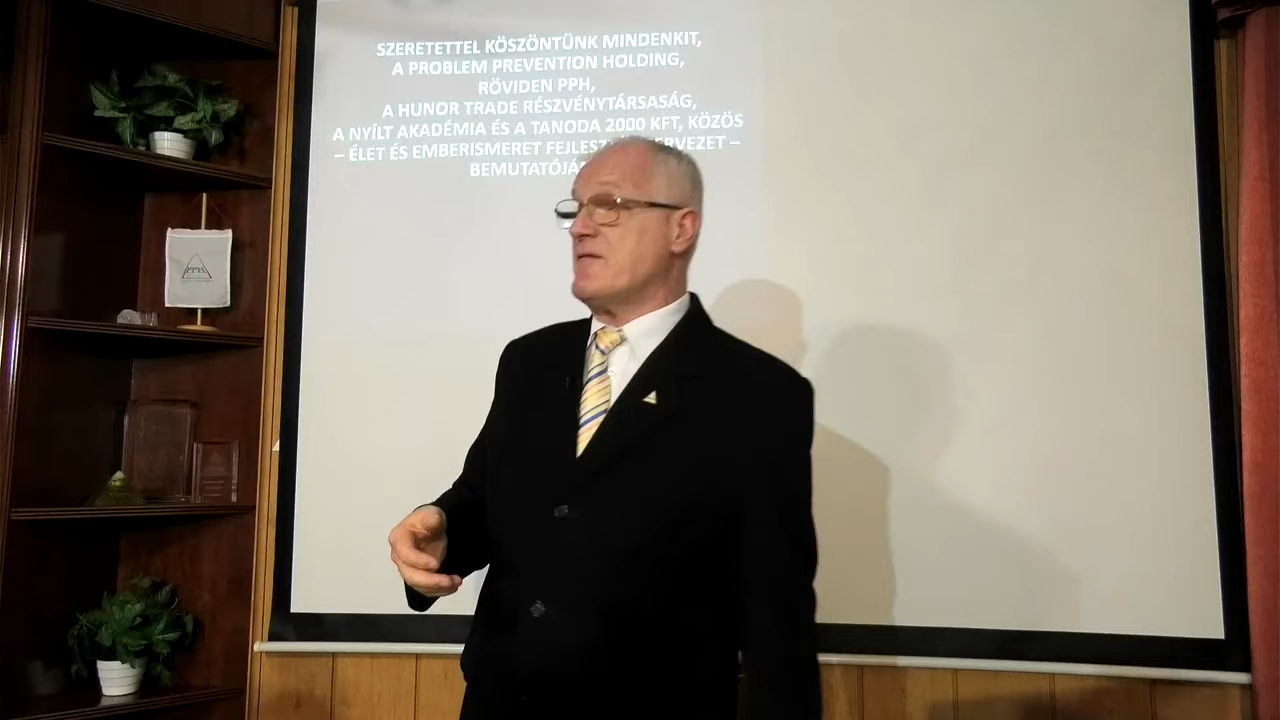 SZERETETTEL KÖSZÖNTÜNK MINDENKIT,
A PROBLEM PREVENTION HOLDING,
RÖVIDEN PPH,
A HUNOR TRADE RÉSZVÉNYTÁRSASÁG,
A NYÍLT AKADÉMIA ÉS A TANODA 2000 KFT, KÖZÖS
– ÉLET ÉS EMBERISMERET
PPH